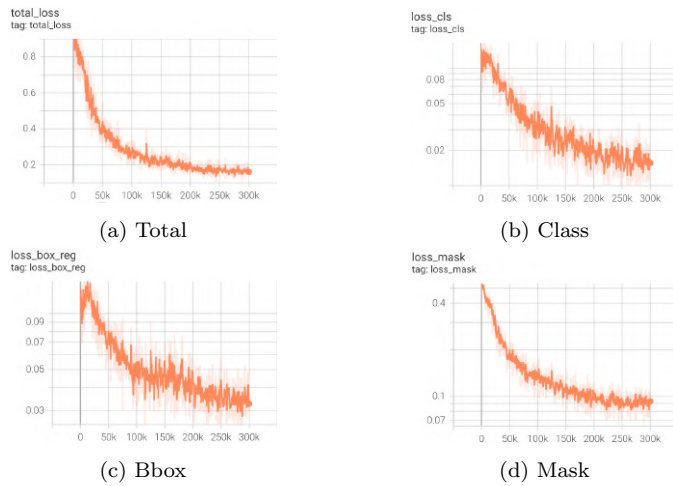 total_loss
tag: total_loss
0.8
0.6
0.4
0.2
0 50k 100k 150k 200k 250k 300k
(a) Total
loss_cls
tag: loss_cls
0.08
0.05
0.02
0 50k 100k 150k 200k 250k 300k
(b) Class
loss_box_reg
tag: loss_box_reg
0.09
0.07
0.05
0.03
0 50k 100k 150k 200k 250k 300k
(c) Bbox
loss_mask
tag: loss_mask
0.4
0.1
0.07
0 50k 100k 150k 200k 250k 300k
(d) Mask